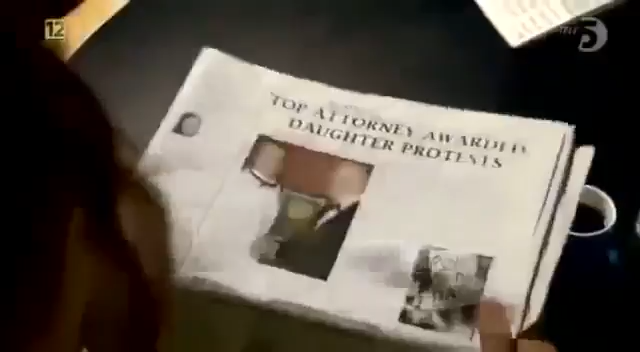 12
5
TOP ATTORNEY AWARDED,
DAUGHTER PROTESTS